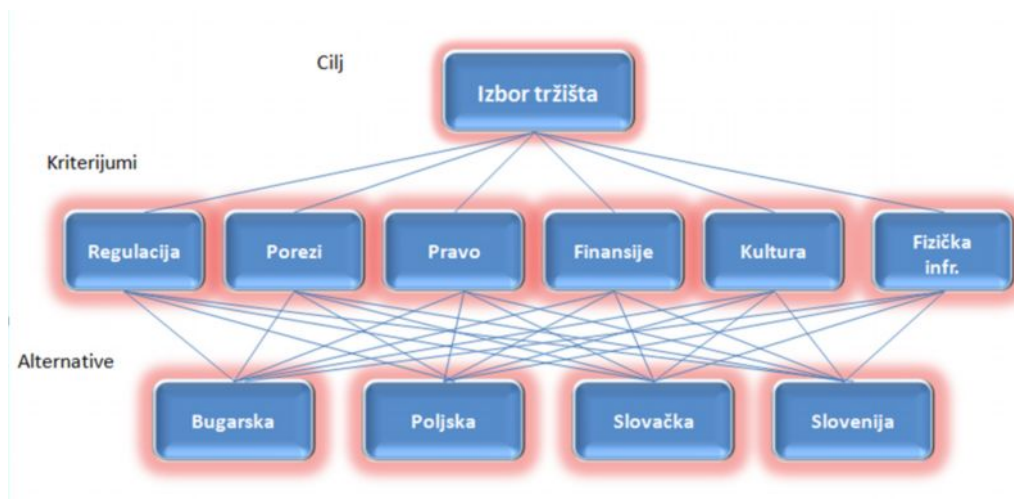 Cilj
Izbor tržišta
Kriterijumi
Regulacija
Porezi
Pravo
Finansije
Kultura
Fizička
infr.
Alternative
Bugarska
Poljska
Slovačka
Slovenija